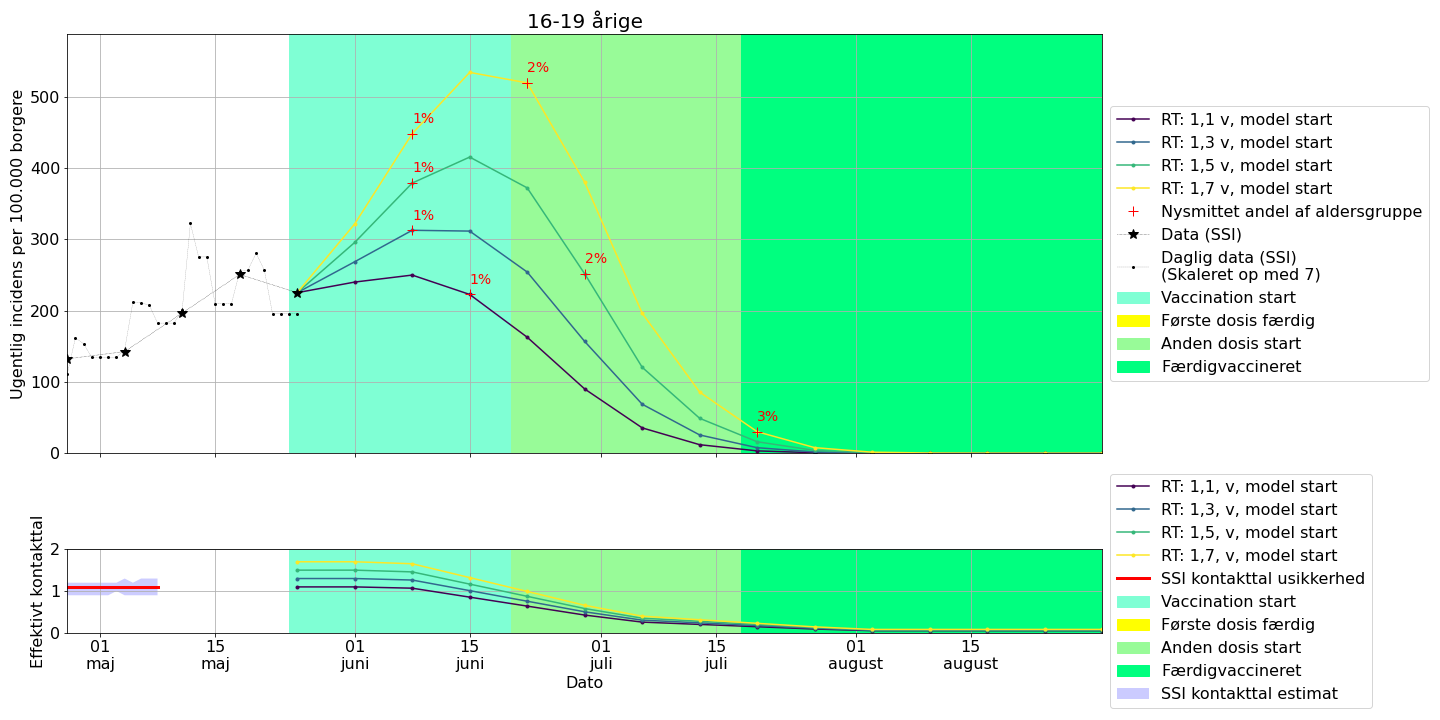 16-19 årige
Ugentlig incidens per 100.000 borgere
500
400
300
200
100
0
2%
1%
1%
1%
2%
1%
3%
RT: 1,1 v, model start
RT: 1,3 v, model start
RT: 1,5 v, model start
RT: 1,7 v, model start
Nysmittet andel af aldersgruppe
Data (SSI)
Daglig data (SSI)
(Skaleret op med 7)
Vaccination start
Første dosis færdig
Anden dosis start
Færdigvaccineret
Effektivt kontakttal
2
1
0
01
maj
15
maj
01
juni
15
juni
01
juli
15
juli
01
august
15
august
Dato
RT: 1,1, v, model start
RT: 1,3, v, model start
RT: 1,5, v, model start
RT: 1,7, v, model start
SSI kontakttal usikkerhed
Vaccination start
Første dosis færdig
Anden dosis start
Færdigvaccineret
SSI kontakttal estimat